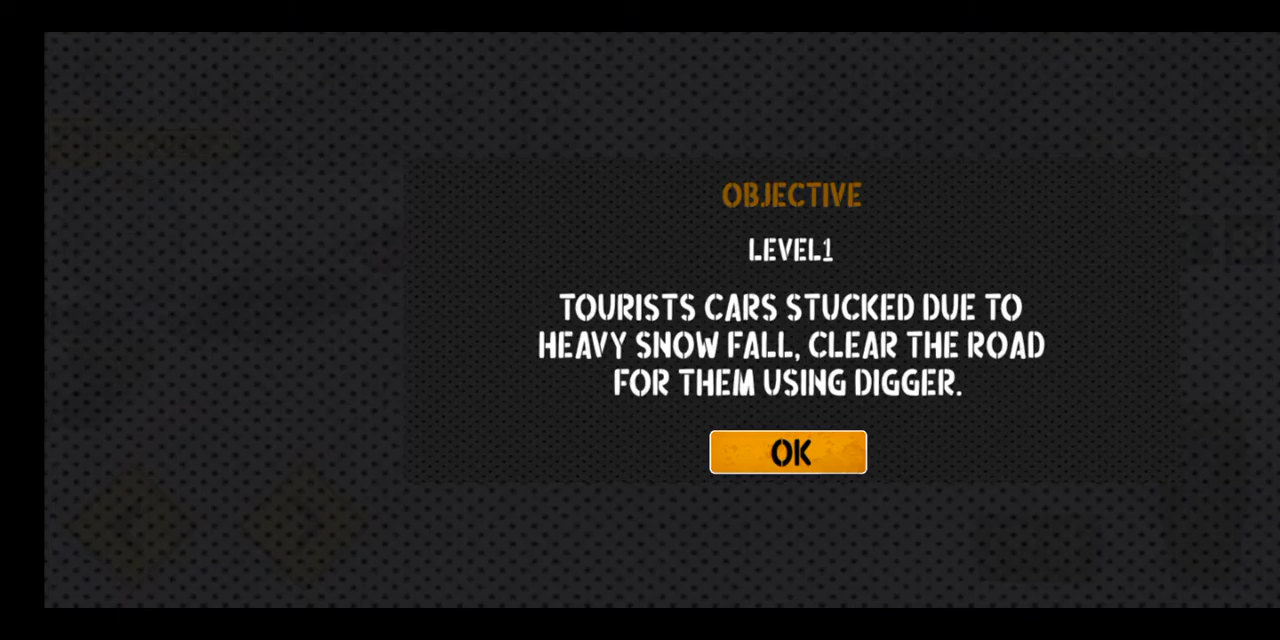 OBJECTIVE
LEVEL1
TOURISTS CARS STUCKED DUE TO
HEAVY SNOW FALL, CLEAR THE ROAD
FOR THEM USING DIGGER.
OK